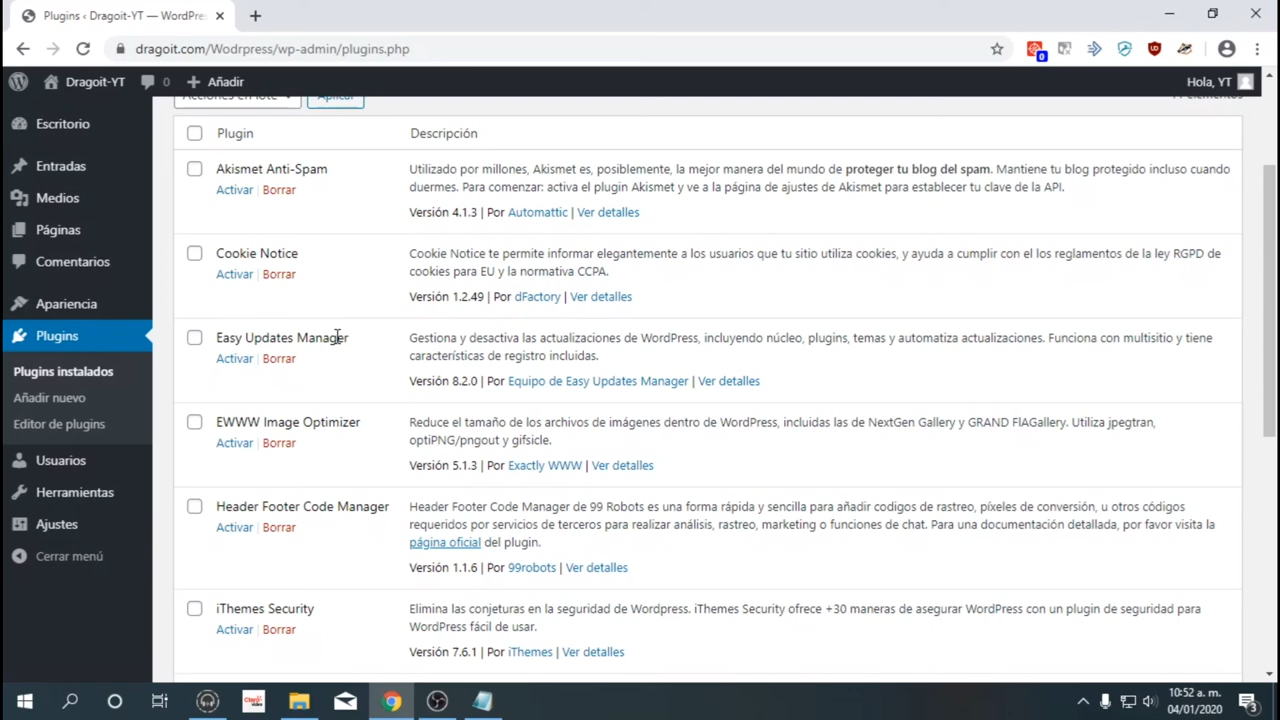 Plugins ‹ Dragoit-YT — WordPre
dragoit.com/Wodrpress/wp-admin/plugins.php
0
Dragoit-YT 0 Añadir Hola, YT
Acciones en lote Aplicar elementos
Escritorio
Entradas
Medios
Páginas
Comentarios
Apariencia
Plugins
Plugins instalados
Añadir nuevo
Editor de plugins
Usuarios
Herramientas
Ajustes
Cerrar menú
Plugin Descripción
Akismet Anti-Spam
Activar | Borrar
Utilizado por millones, Akismet es, posiblemente, la mejor manera del mundo de proteger tu blog del spam. Mantiene tu blog protegido incluso cuando
duermes. Para comenzar: activa el plugin Akismet y ve a la página de ajustes de Akismet para establecer tu clave de la API.
Versión 4.1.3 | Por Automattic | Ver detalles
Cookie Notice
Activar | Borrar
Cookie Notice te permite informar elegantemente a los usuarios que tu sitio utiliza cookies, y ayuda a cumplir con el los reglamentos de la ley RGPD de
cookies para EU y la normativa CCPA.
Versión 1.2.49 | Por dFactory | Ver detalles
Easy Updates Manager
Activar | Borrar
Gestiona y desactiva las actualizaciones de WordPress, incluyendo núcleo, plugins, temas y automatiza actualizaciones. Funciona con multisitio y tiene
características de registro incluidas.
Versión 8.2.0 | Por Equipo de Easy Updates Manager | Ver detalles
EWWW Image Optimizer
Activar | Borrar
Reduce el tamaño de los archivos de imágenes dentro de WordPress, incluidas las de NextGen Gallery y GRAND FlAGallery. Utiliza jpegtran,
optiPNG/pngout y gifsicle.
Versión 5.1.3 | Por Exactly WWW | Ver detalles
Header Footer Code Manager
Activar | Borrar
Header Footer Code Manager de 99 Robots es una forma rápida y sencilla para añadir codigos de rastreo, píxeles de conversión, u otros códigos
requeridos por servicios de terceros para realizar análisis, rastreo, marketing o funciones de chat. Para una documentación detallada, por favor visita la
página oficial del plugin.
Versión 1.1.6 | Por 99robots | Ver detalles
iThemes Security
Activar | Borrar
Elimina las conjeturas en la seguridad de Wordpress. iThemes Security ofrece +30 maneras de asegurar WordPress con un plugin de seguridad para
WordPress fácil de usar.
Versión 7.6.1 | Por iThemes | Ver detalles
Claro
video
10:52 a. m.
04/01/2020
3